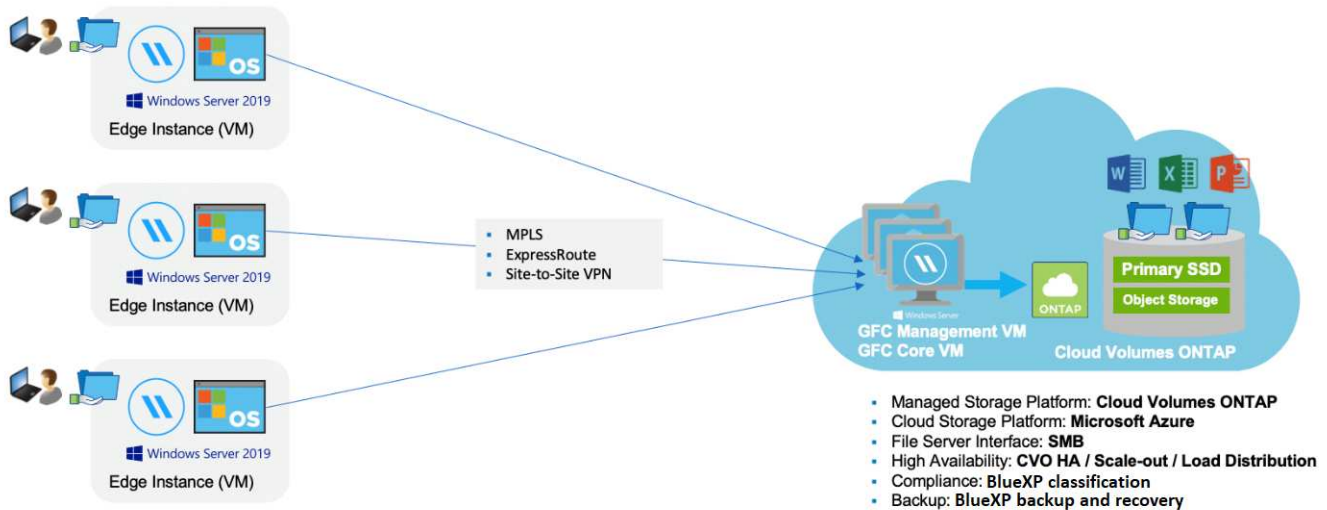 OS
Windows Server 2019
Edge Instance (VM)
OS
Windows Server 2019
Edge Instance (VM)
OS
Windows Server 2019
Edge Instance (VM)
MPLS
ExpressRoute
Site-to-Site VPN
Windows Server
GFC Management VM
GFC Core VM
ONTAP
W
X
P
Primary SSD
Object Storage
Cloud Volumes ONTAP
Managed Storage Platform: Cloud Volumes ONTAP
Cloud Storage Platform: Microsoft Azure
File Server Interface: SMB
High Availability: CVO HA / Scale-out / Load Distribution
Compliance: BlueXP classification
Backup: BlueXP backup and recovery